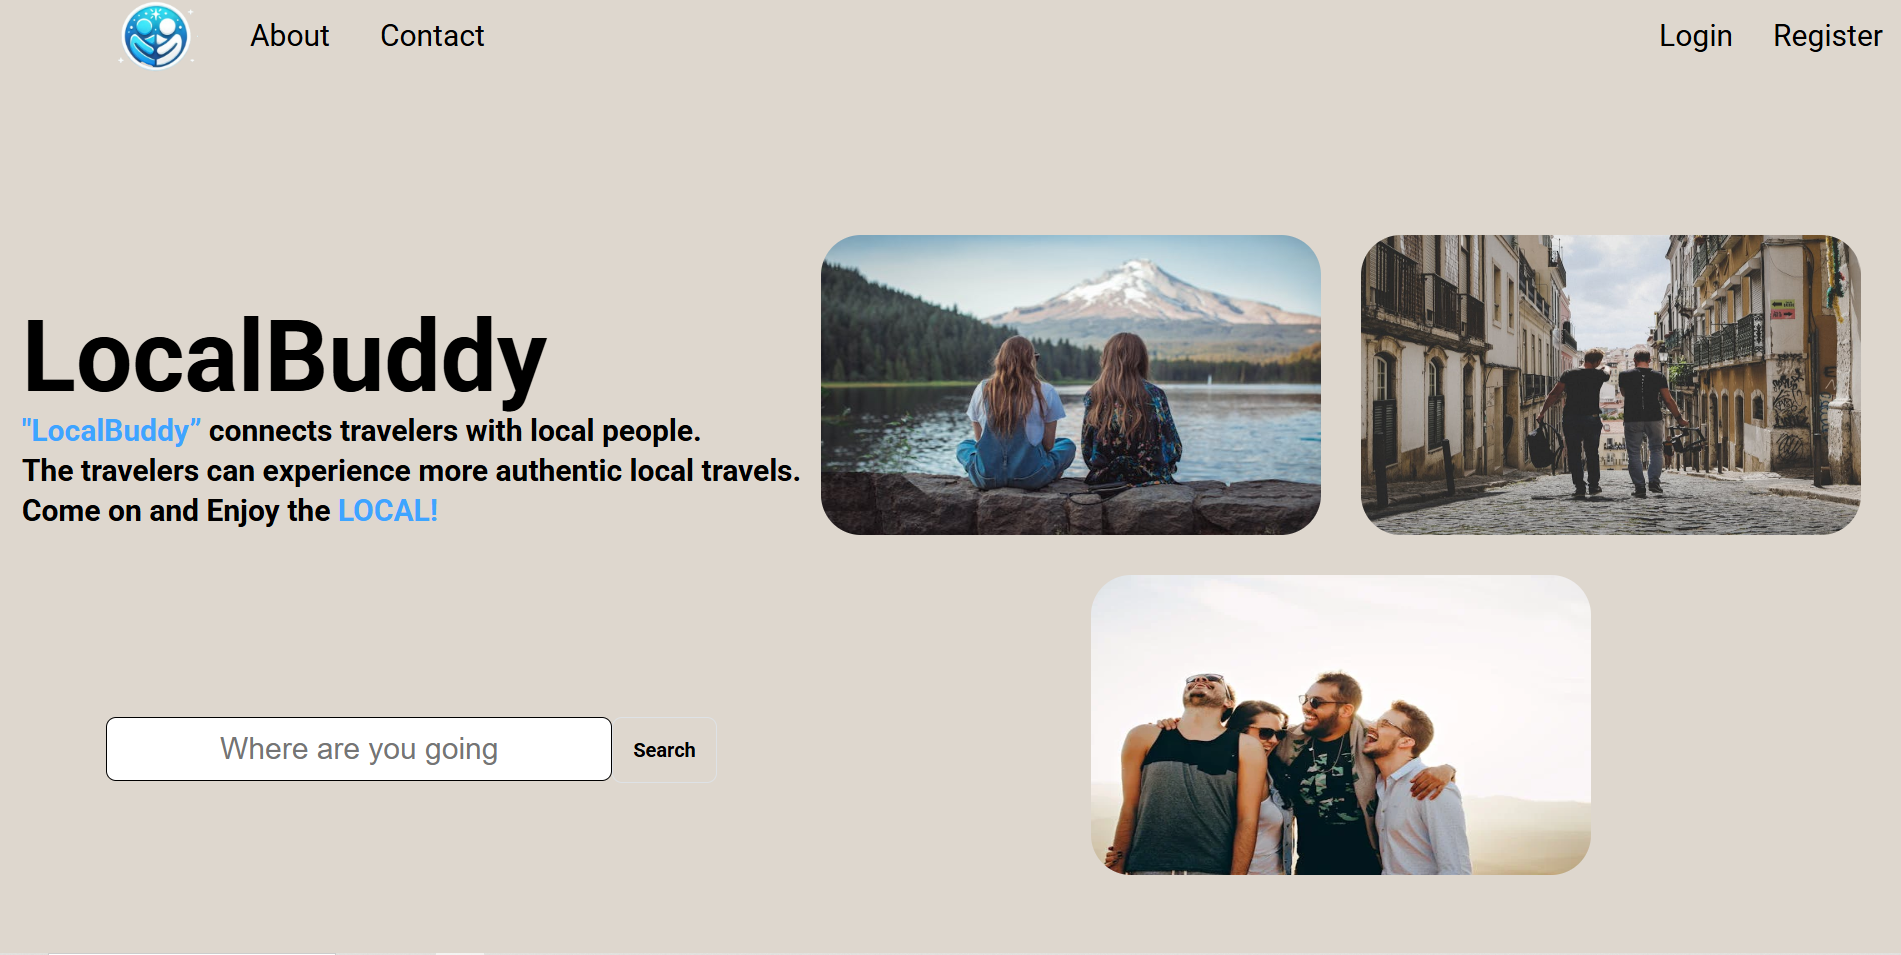 About Contact Login Register
LocalBuddy
"LocalBuddy” connects travelers with local people.
The travelers can experience more authentic local travels.
Come on and Enjoy the LOCAL!
Where are you going Search